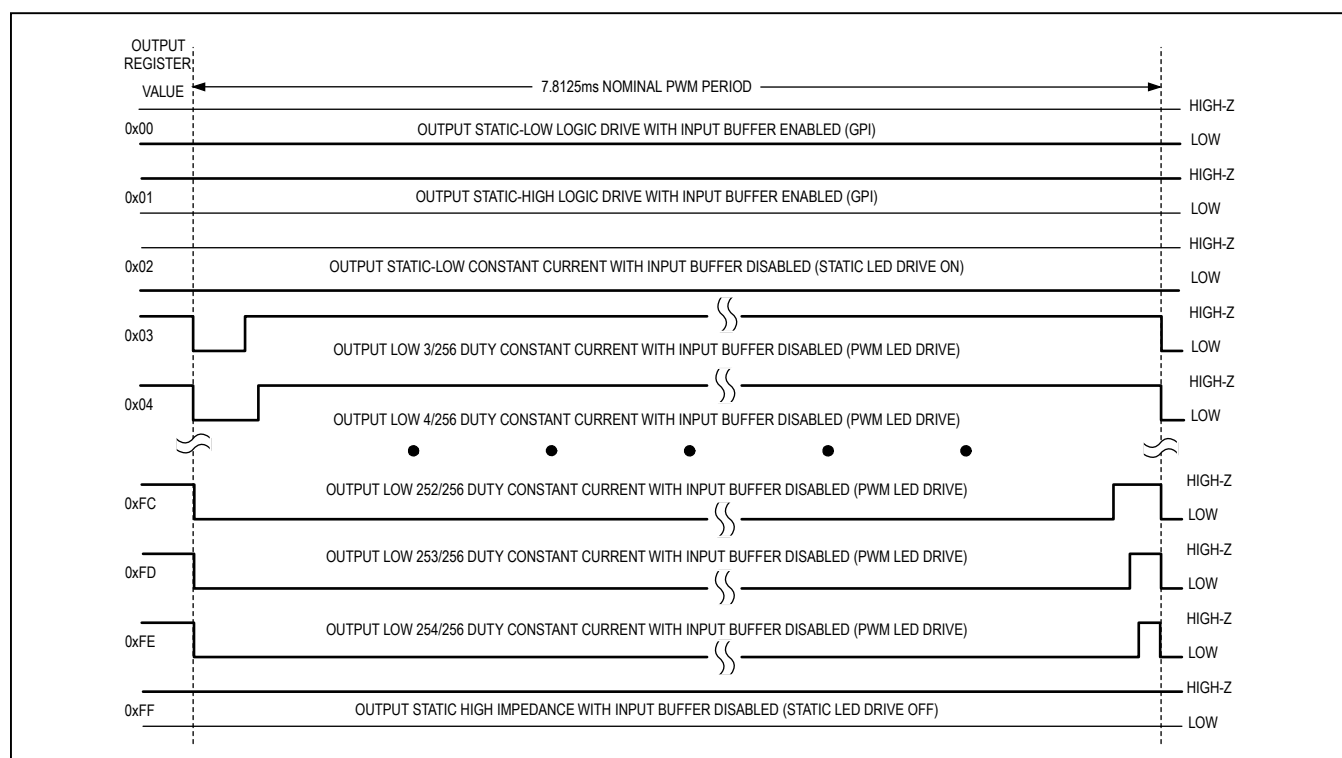 OUTPUT
REGISTER
VALUE
7.8125ms NOMINAL PWM PERIOD
HIGH-Z
0x00
OUTPUT STATIC-LOW LOGIC DRIVE WITH INPUT BUFFER ENABLED (GPI)
LOW
HIGH-Z
0x01
OUTPUT STATIC-HIGH LOGIC DRIVE WITH INPUT BUFFER ENABLED (GPI)
LOW
HIGH-Z
0x02
OUTPUT STATIC-LOW CONSTANT CURRENT WITH INPUT BUFFER DISABLED (STATIC LED DRIVE ON)
LOW
HIGH-Z
0x03
OUTPUT LOW 3/256 DUTY CONSTANT CURRENT WITH INPUT BUFFER DISABLED (PWM LED DRIVE)
LOW
HIGH-Z
0x04
OUTPUT LOW 4/256 DUTY CONSTANT CURRENT WITH INPUT BUFFER DISABLED (PWM LED DRIVE)
LOW
HIGH-Z
0xFC
OUTPUT LOW 252/256 DUTY CONSTANT CURRENT WITH INPUT BUFFER DISABLED (PWM LED DRIVE)
LOW
HIGH-Z
0xFD
OUTPUT LOW 253/256 DUTY CONSTANT CURRENT WITH INPUT BUFFER DISABLED (PWM LED DRIVE)
LOW
HIGH-Z
0xFE
OUTPUT LOW 254/256 DUTY CONSTANT CURRENT WITH INPUT BUFFER DISABLED (PWM LED DRIVE)
LOW
HIGH-Z
0xFF
OUTPUT STATIC HIGH IMPEDANCE WITH INPUT BUFFER DISABLED (STATIC LED DRIVE OFF)
LOW